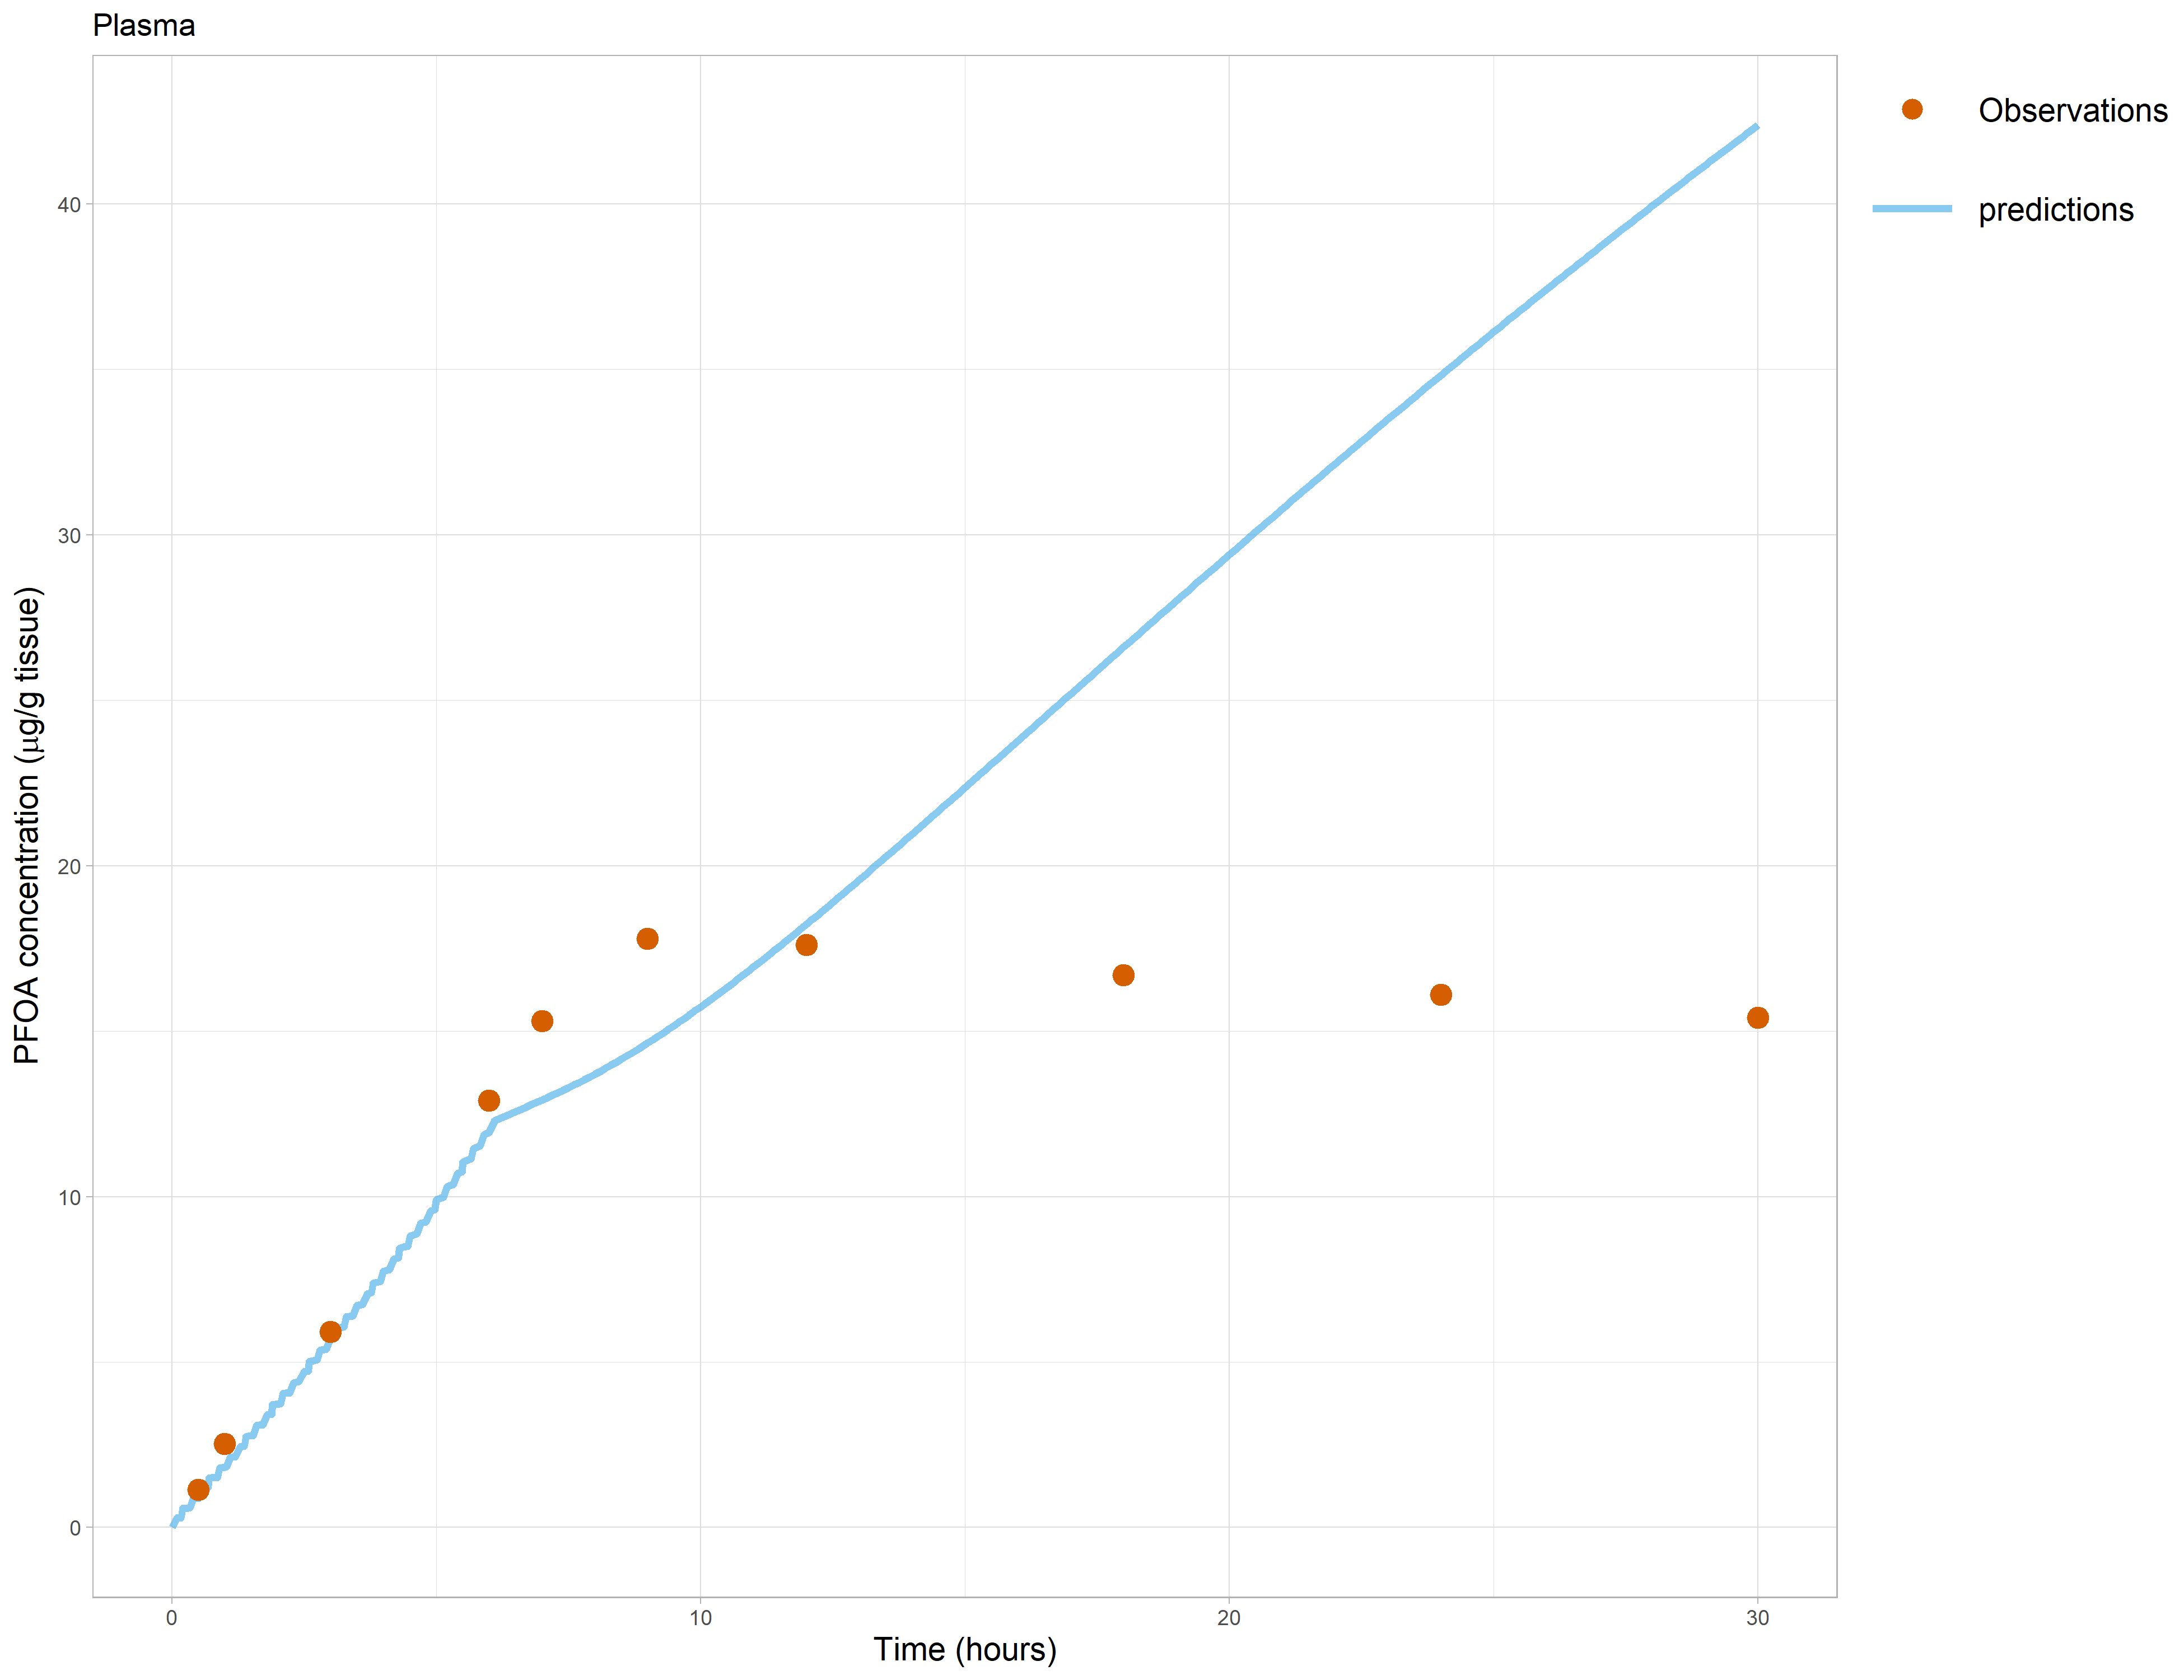 Plasma
Observations
predictions
PFOA concentration (μg/g tissue)
40
30
20
10
0
0 10 20 30
Time (hours)